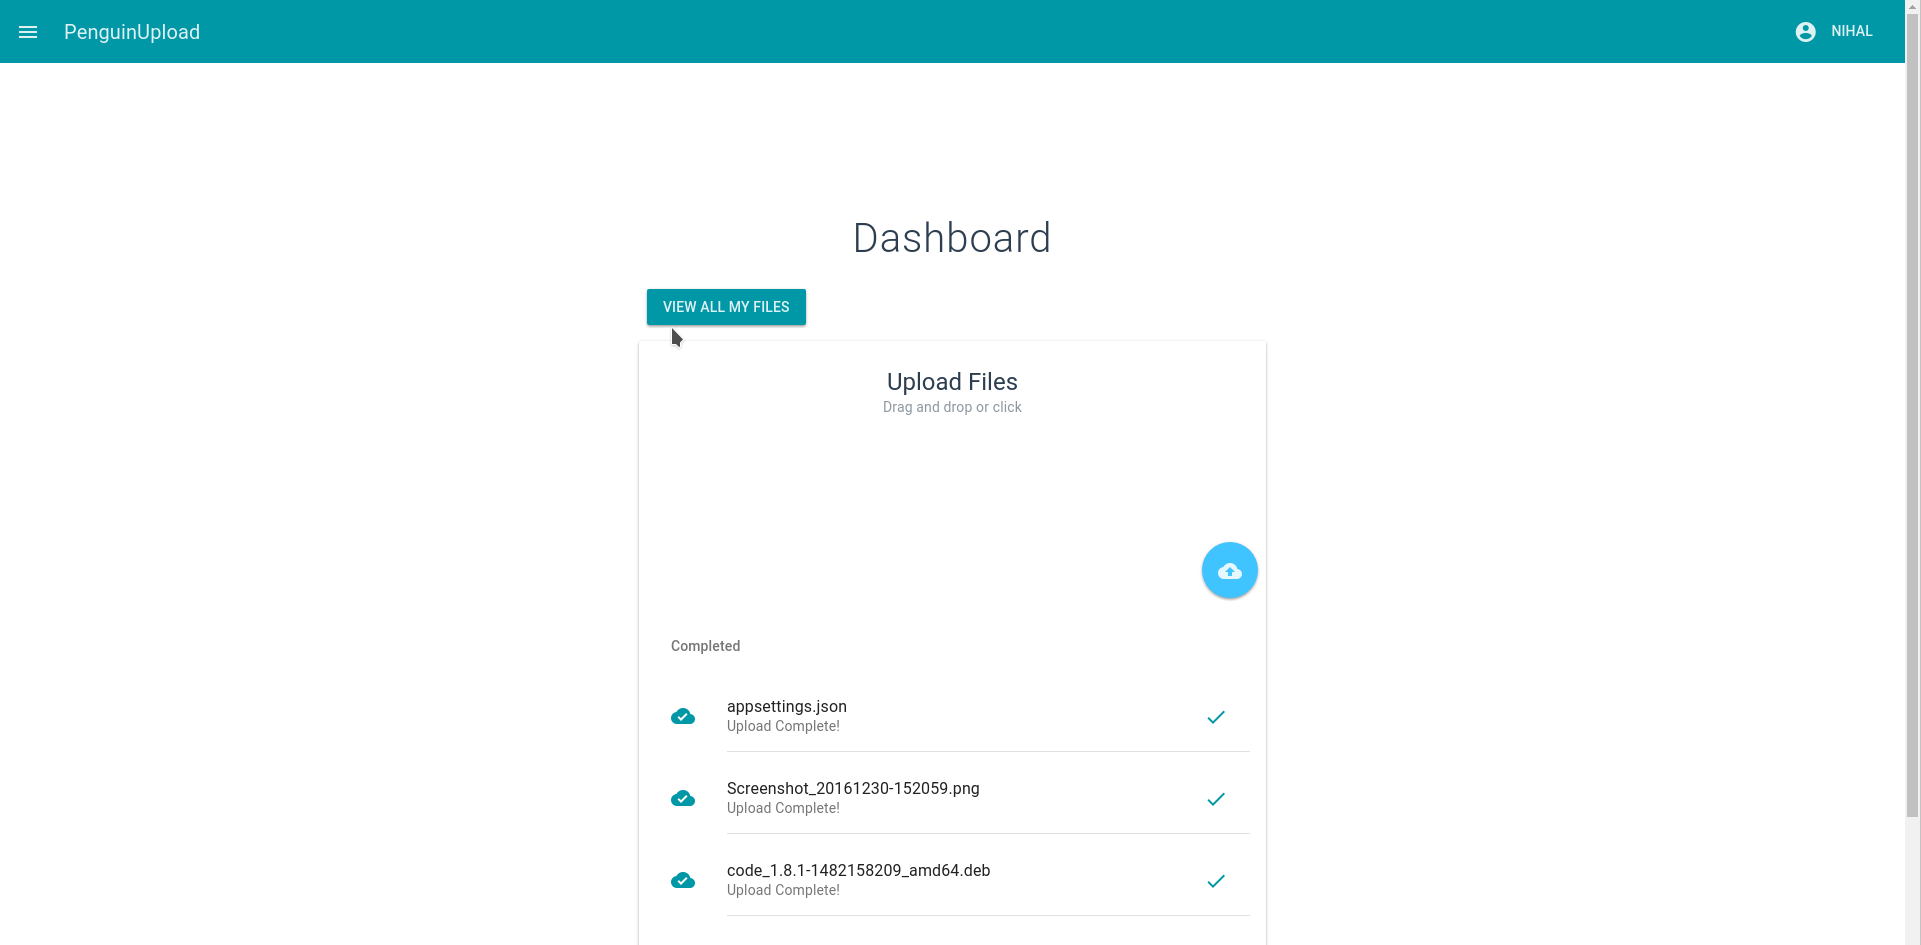 PenguinUpload
NIHAL
Dashboard
VIEW ALL MY FILES
Upload Files
Drag and drop or click
Completed
appsettings.json
Upload Complete!
Screenshot_20161230-152059.png
Upload Complete!
code_1.8.1-1482158209_amd64.deb
Upload Complete!